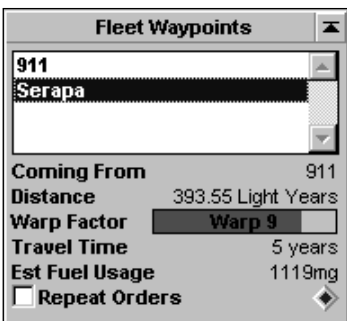 Fleet Waypoints
911
Serapa
Coming From 911
Distance 393.55 Light Years
Warp Factor Warp 9
Travel Time 5 years
Est Fuel Usage 1119mg
Repeat Orders